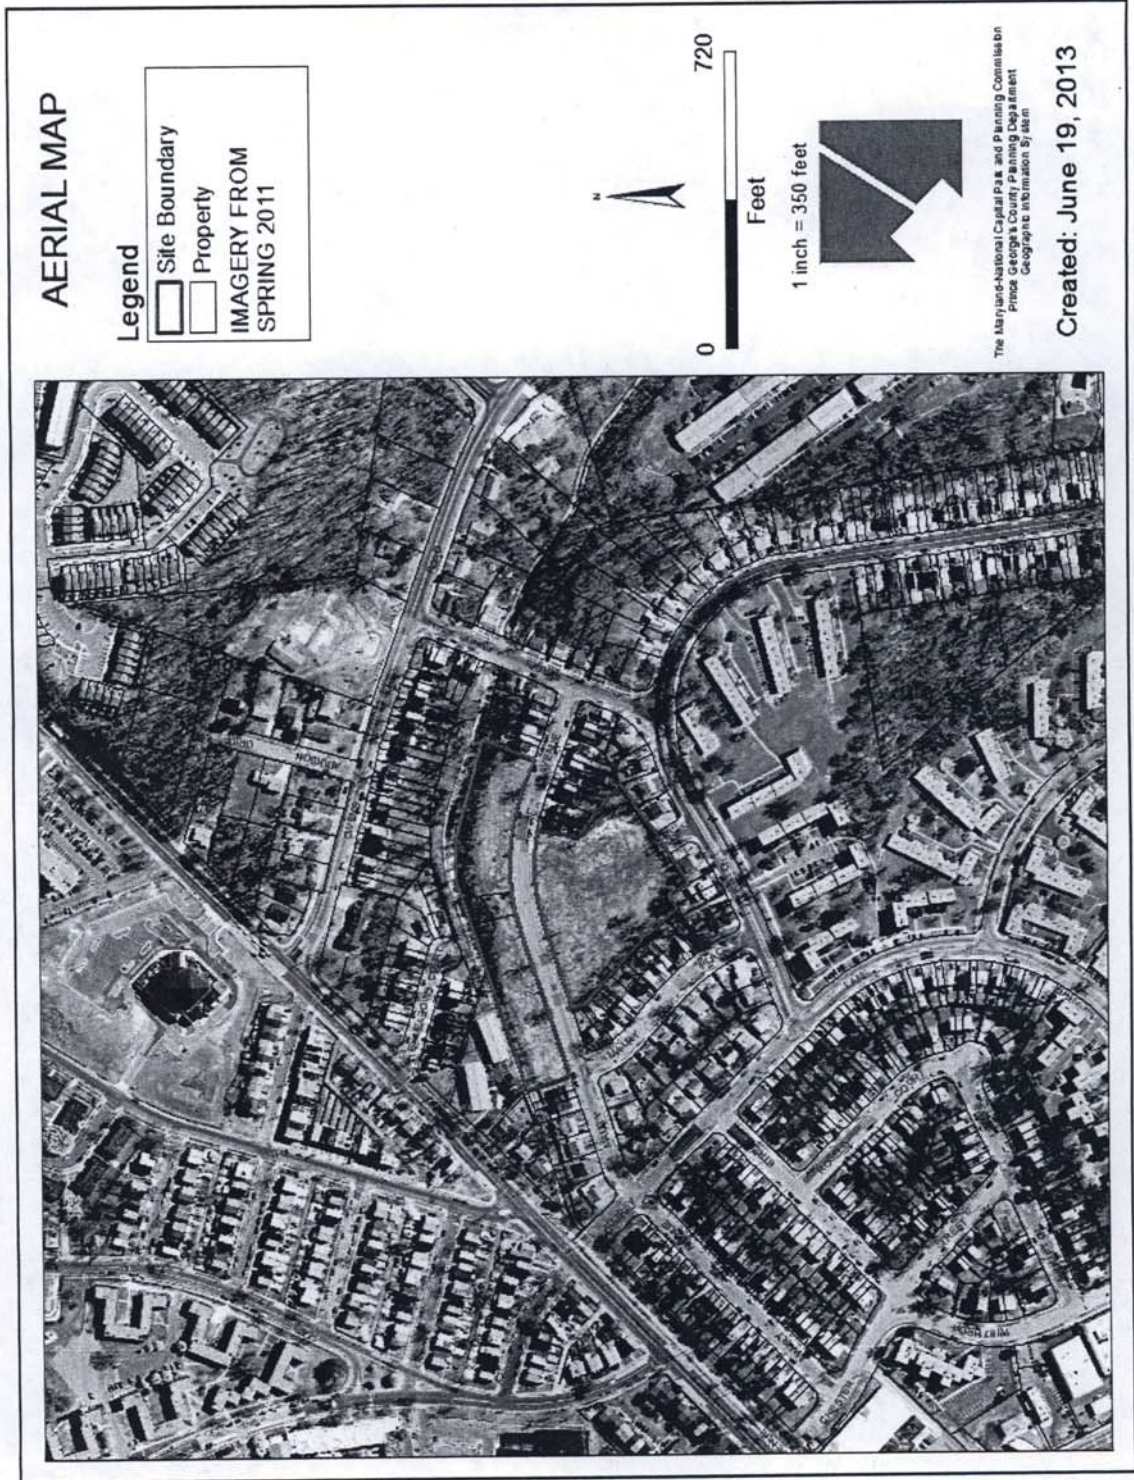 AERIAL MAP
Legend
Site Boundary
Property
IMAGERY FROM
SPRING 2011
N
0
720
Feet
1 inch = 350 feet
The Maryland-National Capital Park and Planning Commission
Prince George's County Planning Department
Geographic Information System
Created: June 19, 2013
ADDISON